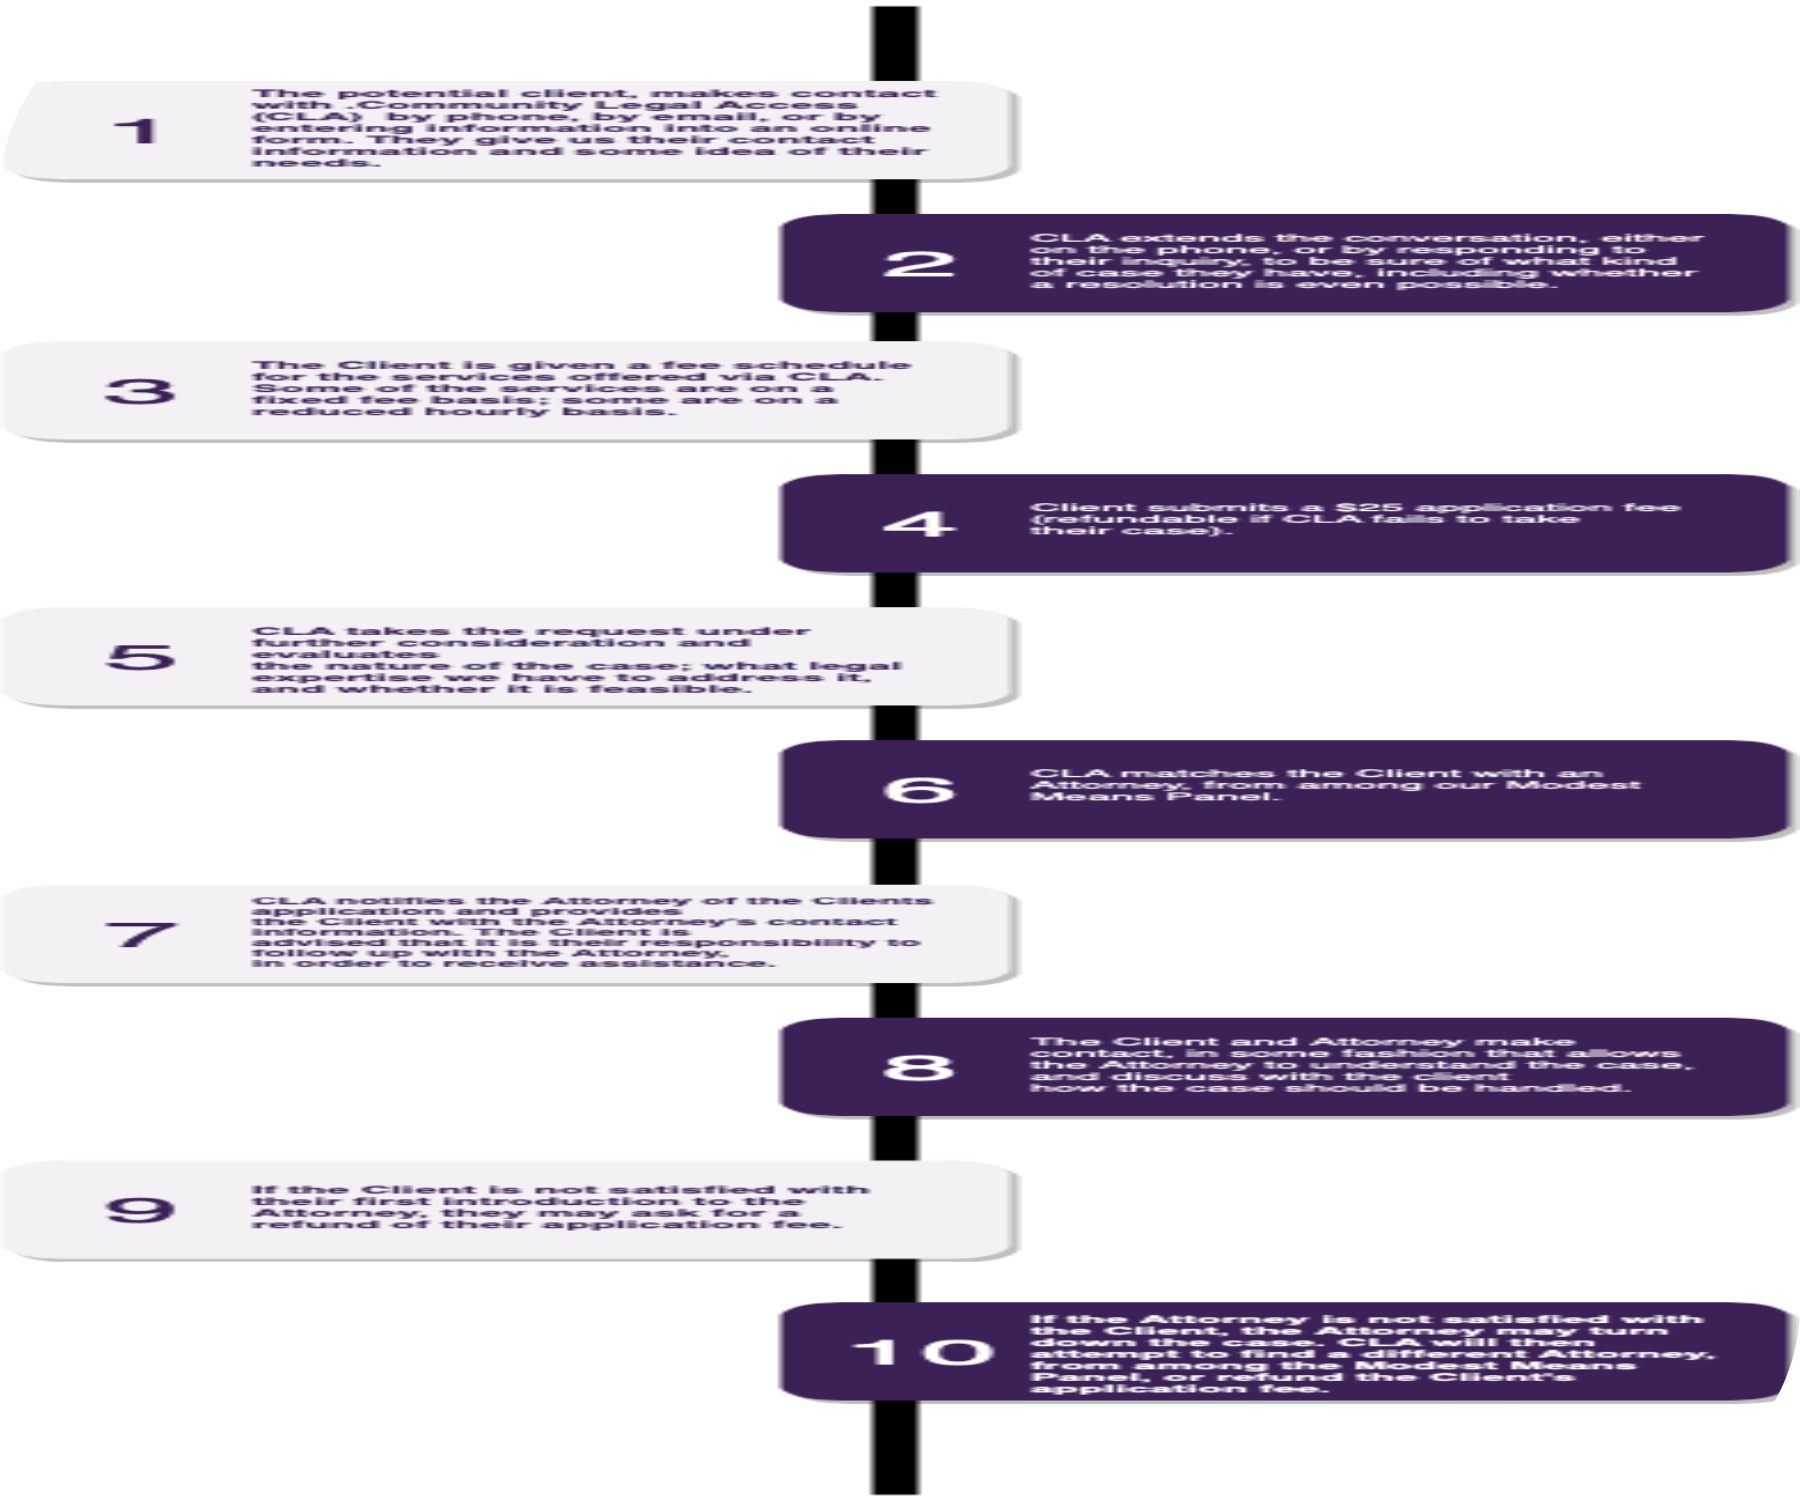 1
The potential client, makes contact
with .Community Legal Access
(CLA)  by phone, by email, or by
entering information into an online
form. They give us their contact
information and some idea of their
needs.
2
CLA extends the conversation, either
on the phone, or by responding to
their inquiry, to be sure of what kind
of case they have, including whether
a resolution is even possible.
3
The Client is given a fee schedule
for the services offered via CLA.
Some of the services are on a
fixed fee basis; some are on a
reduced hourly basis.
4
Client submits a $25 application fee
(refundable if CLA fails to take
their case).
5
CLA takes the request under
further consideration and
evaluates
the nature of the case; what legal
expertise we have to address it,
and whether it is feasible.
6
CLA matches the Client with an
Attorney, from among our Modest
Means Panel.
7
CLA notifies the Attorney of the Clients
application and provides
the Client with the Attorney's contact
information. The Client is
advised that it is their responsibility to
follow up with the Attorney,
in order to receive assistance.
8
The Client and Attorney make
contact, in some fashion that allows
the Attorney to understand the case,
and discuss with the client
how the case should be handled.
9
If the Client is not satisfied with
their first introduction to the
Attorney, they may ask for a
refund of their application fee.
10
If the Attorney is not satisfied with
the Client, the Attorney may turn
down the case. CLA will then
attempt to find a different Attorney,
from among the Modest Means
Panel, or refund the Client's
application fee.